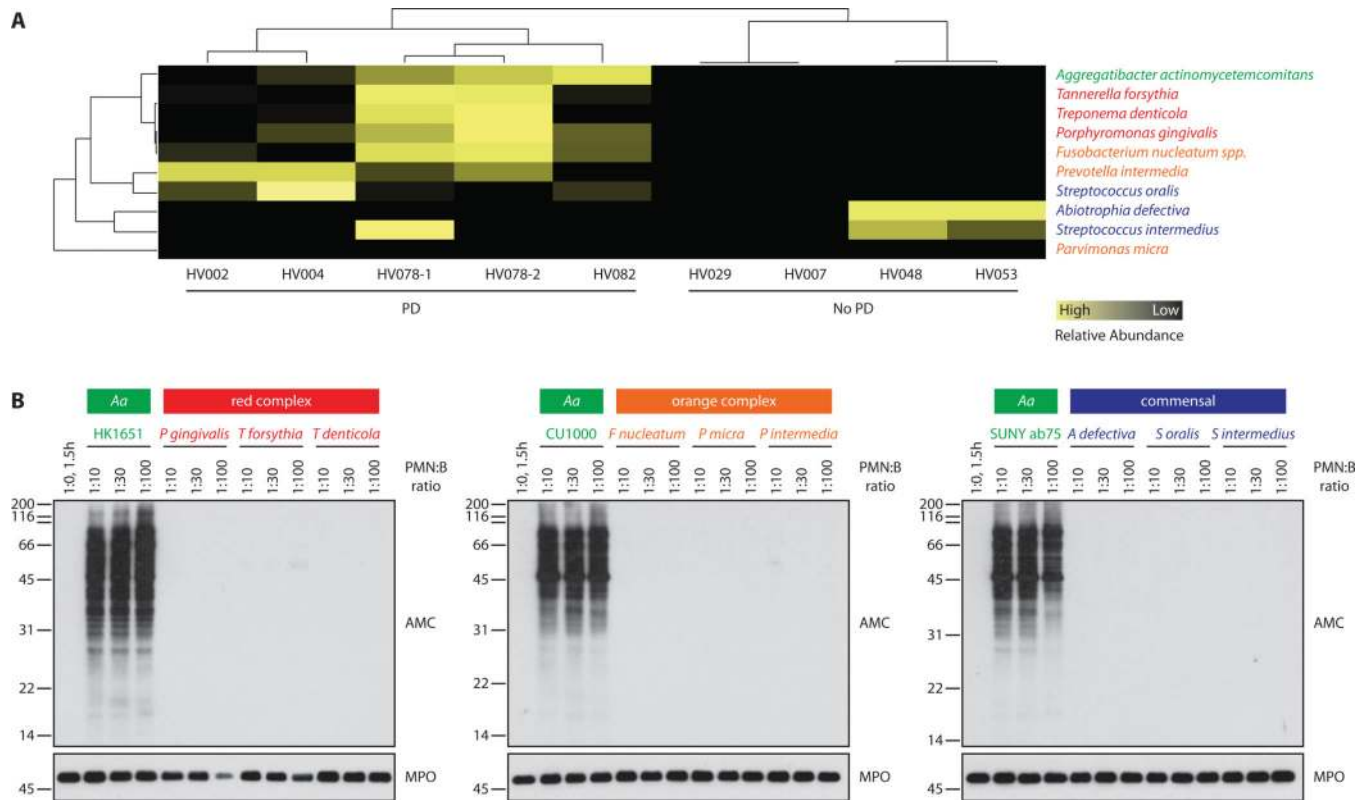 A
Aggregatibacter actinomycetemcomitans
Tannerella forsythia
Treponema denticola
Porphyromonas gingivalis
Fusobacterium nucleatum spp.
Prevotella intermedia
Streptococcus oralis
Abiotrophia defectiva
Streptococcus intermedius
Parvimonas micra
HV002 HV004 HV078-1 HV078-2 HV082 HV029 HV007 HV048 HV053
PD No PD
High Low
Relative Abundance
B
Aa red complex
HK1651 P gingivalis T forsythia T denticola
1:0, 1.5h 1:10 1:30 1:100 1:10 1:30 1:100 1:10 1:30 1:100 1:10 1:30 1:100
PMN:B
ratio
200
116
66
45
31
22
14
AMC
45
MPO
Aa orange complex
CU1000 F nucleatum P micra P intermedia
1:0, 1.5h 1:10 1:30 1:100 1:10 1:30 1:100 1:10 1:30 1:100 1:10 1:30 1:100
PMN:B
ratio
200
116
66
45
31
22
14
AMC
45
MPO
Aa commensal
SUNY ab75 A defectiva S oralis S intermedius
1:0, 1.5h 1:10 1:30 1:100 1:10 1:30 1:100 1:10 1:30 1:100 1:10 1:30 1:100
PMN:B
ratio
200
116
66
45
31
22
14
AMC
45
MPO